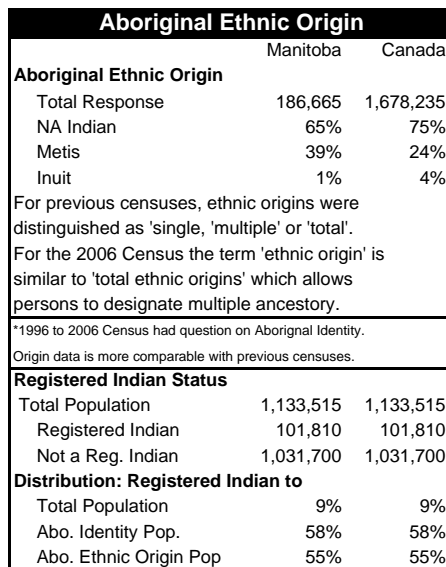 Aboriginal Ethnic Origin
Manitoba Canada
Aboriginal Ethnic Origin
Total Response 186,665 1,678,235
NA Indian 65% 75%
Metis 39% 24%
Inuit 1% 4%
For previous censuses, ethnic origins were
distinguished as 'single, 'multiple' or 'total'.
For the 2006 Census the term 'ethnic origin' is
similar to 'total ethnic origins' which allows
persons to designate multiple ancestory.
*1996 to 2006 Census had question on Aborignal Identity.
Origin data is more comparable with previous censuses.
Registered Indian Status
Total Population 1,133,515 1,133,515
Registered Indian 101,810 101,810
Not a Reg. Indian 1,031,700 1,031,700
Distribution: Registered Indian to
Total Population 9% 9%
Abo. Identity Pop. 58% 58%
Abo. Ethnic Origin Pop 55% 55%